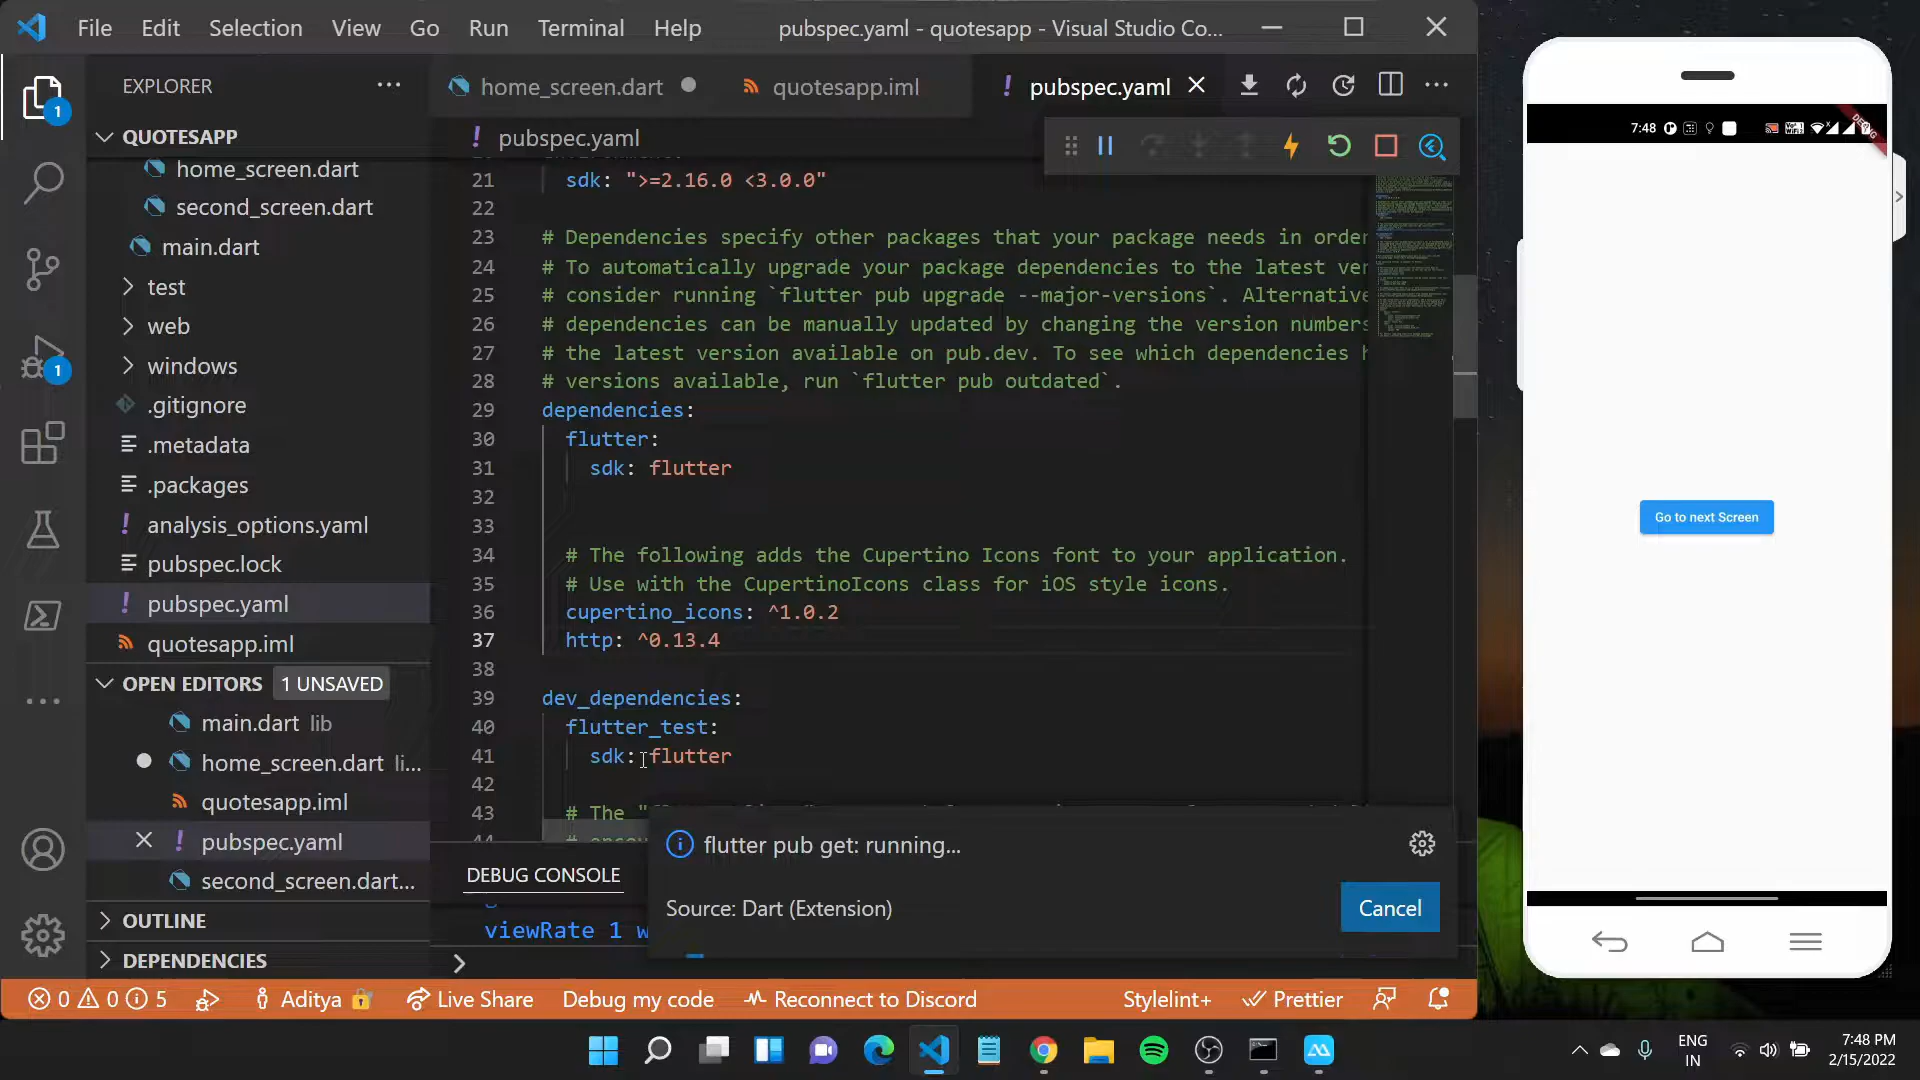 File Edit Selection View Go Run Terminal Help
pubspec.yaml - quotesapp - Visual Studio Co...
EXPLORER
home_screen.dart
quotesapp.iml
! pubspec.yaml
1
QUOTESAPP
! pubspec.yaml
home_screen.dart
second_screen.dart
main.dart
test
web
windows
.gitignore
.metadata
.packages
! analysis_options.yaml
pubspec.lock
! pubspec.yaml
quotesapp.iml
1
OPEN EDITORS 1 UNSAVED
main.dart lib
home_screen.dart li...
quotesapp.iml
! pubspec.yaml
second_screen.dart...
OUTLINE
DEPENDENCIES
21 sdk: ">=2.16.0 <3.0.0"
22
23 # Dependencies specify other packages that your package needs in order
24 # To automatically upgrade your package dependencies to the latest ver
25 # consider running `flutter pub upgrade --major-versions`. Alternative
26 # dependencies can be manually updated by changing the version numbers
27 # the latest version available on pub.dev. To see which dependencies h
28 # versions available, run `flutter pub outdated`.
29 dependencies:
30 flutter:
31 sdk: flutter
32
33
34 # The following adds the Cupertino Icons font to your application.
35 # Use with the CupertinoIcons class for iOS style icons.
36 cupertino_icons: ^1.0.2
37 http: ^0.13.4
38
39 dev_dependencies:
40 flutter_test:
41 sdk: flutter
42
43 # The "
44
DEBUG CONSOLE
viewRate 1 w
flutter pub get: running...
Source: Dart (Extension)
Cancel
0 0 5
Aditya
Live Share
Debug my code
Reconnect to Discord
Stylelint+
Prettier
7:48
DEBUG
Go to next Screen
ENG
IN
7:48 PM
2/15/2022